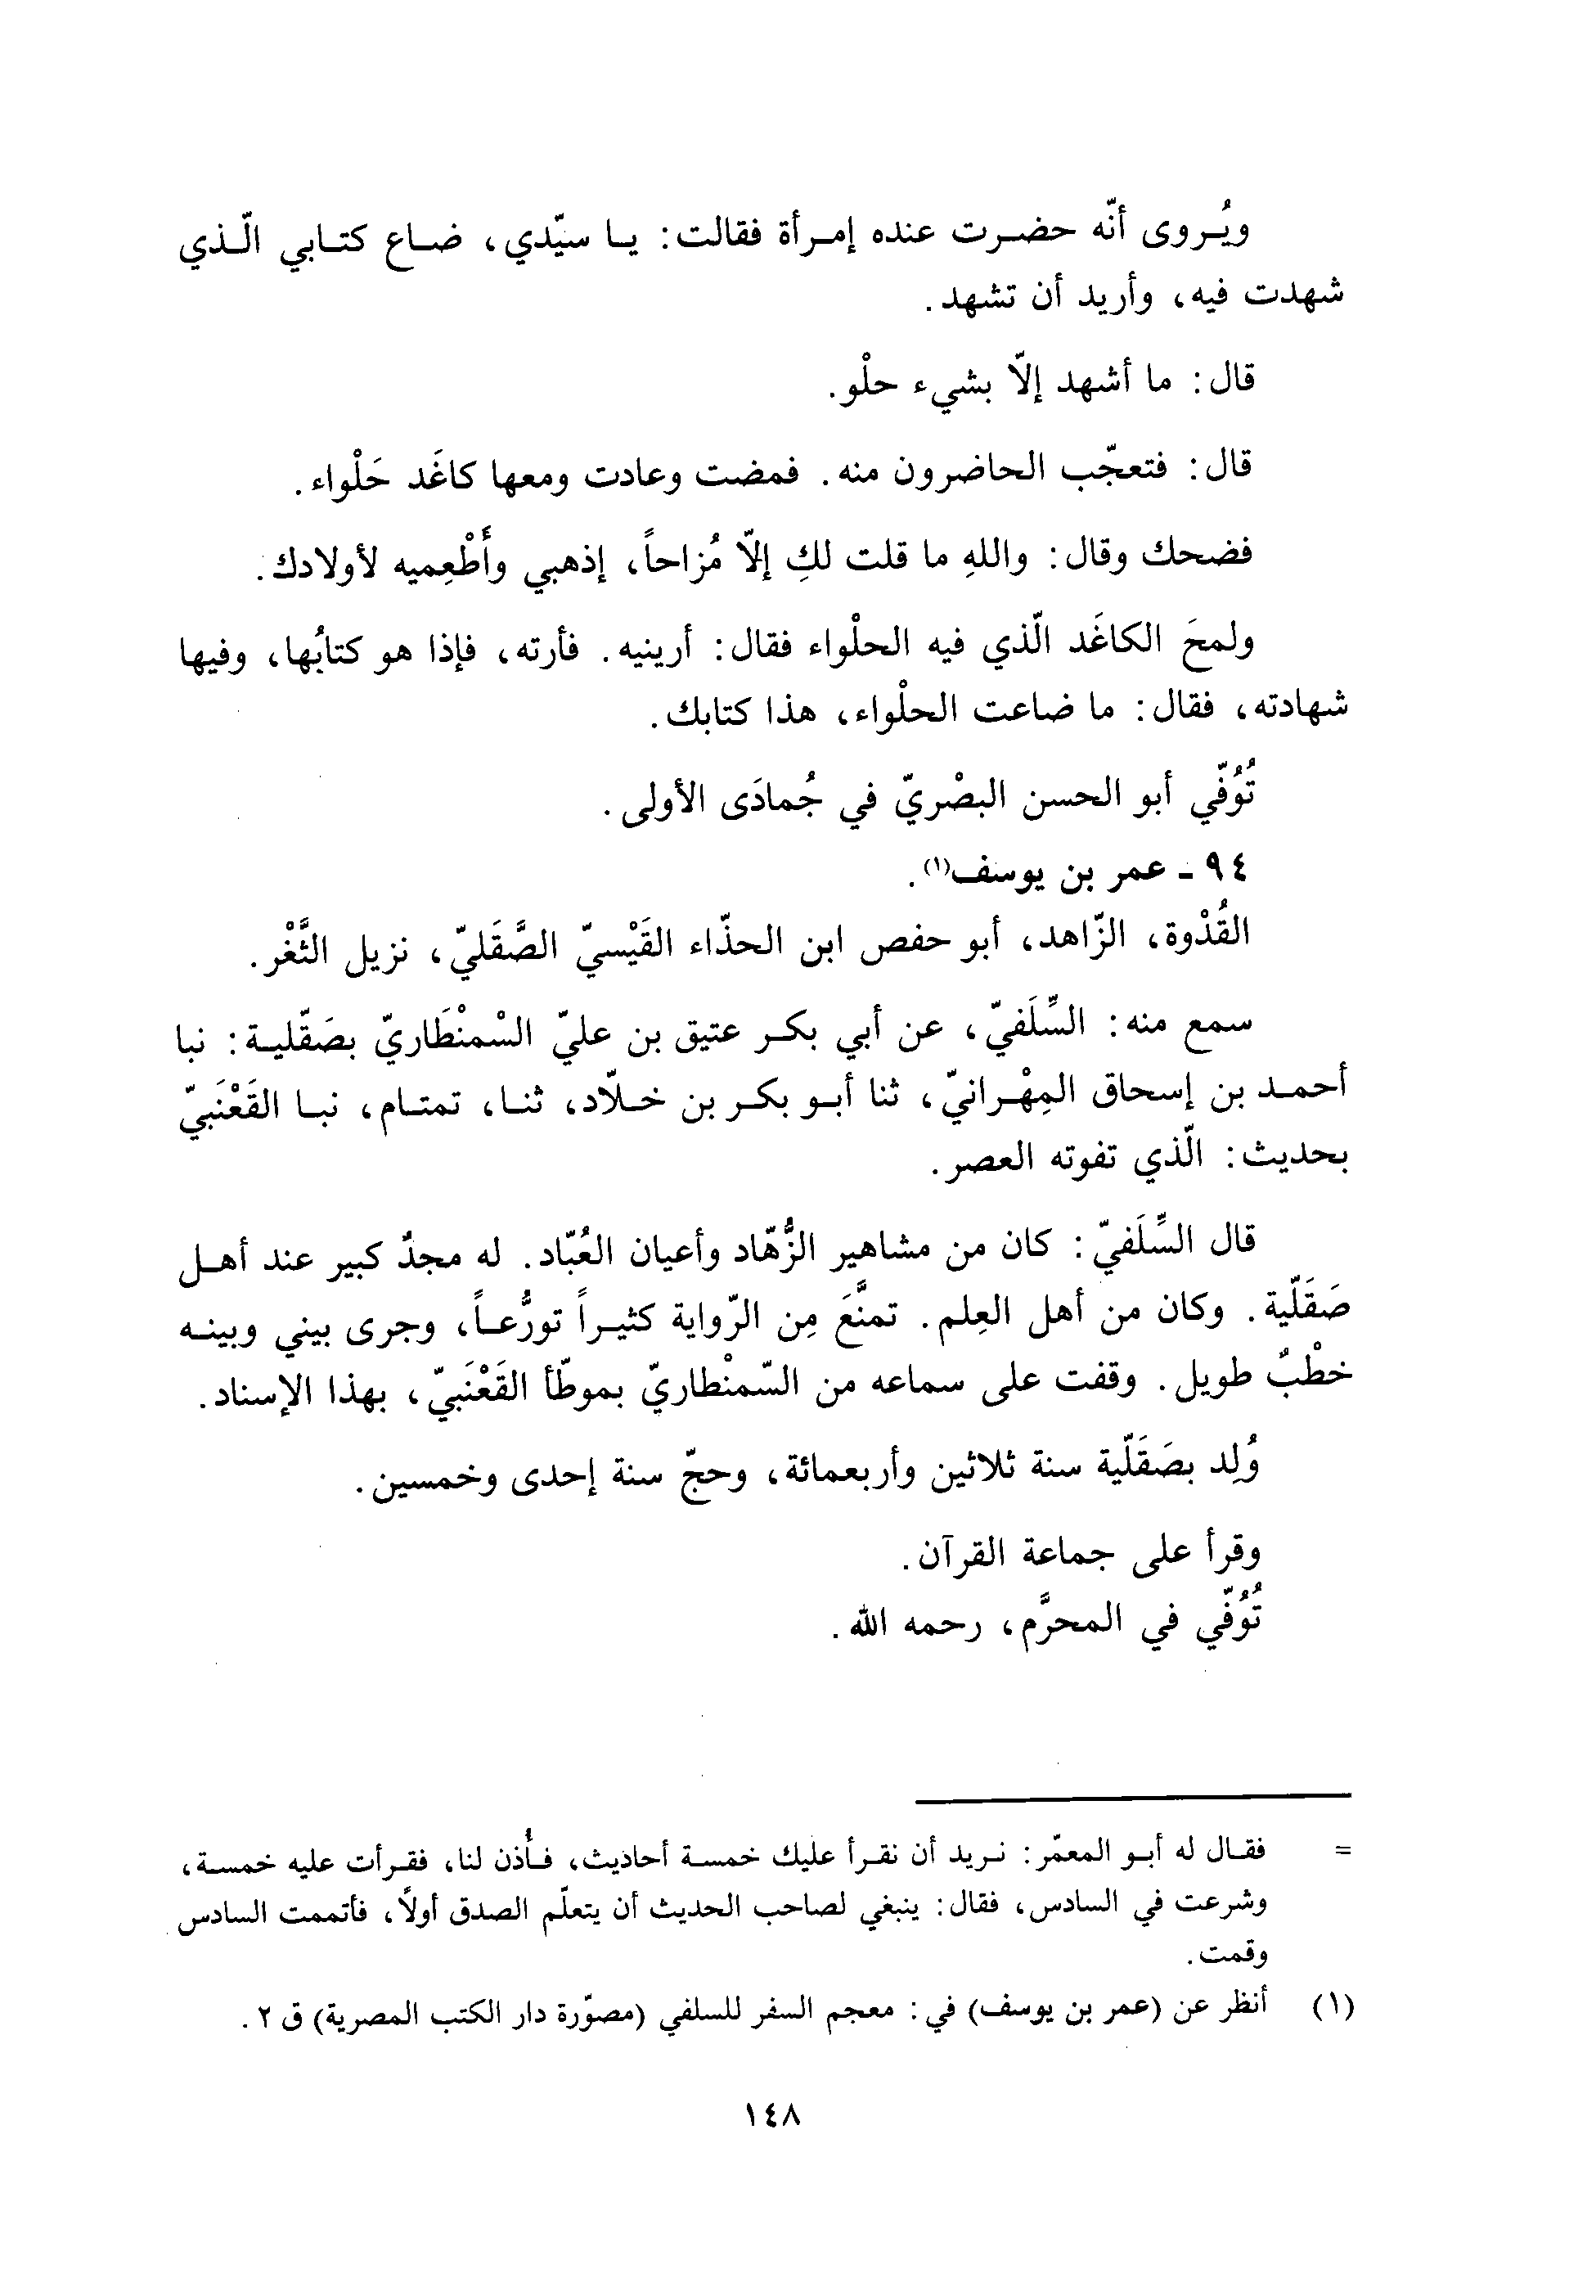 ويُروى أنّه حضرت عنده إمرأة فقالت: يا سيّدي، ضاع كتابي الّذي
شهدت فيه، وأريد أن تشهد.
قال: ما أشهد إلّا بشيء حلْو.
قال: فتعجّب الحاضرون منه. فمضت وعادت ومعها كاغَد حَلْواء.
فضحك وقال: واللهِ ما قلت لكِ إلّا مُزاحاً، إذهبي وأَطْعِميه لأولادك.
ولمحَ الكاغَد الّذي فيه الحلْواء فقال: أرينيه. فأرته، فإذا هو كتابُها، وفيها
شهادته، فقال: ما ضاعت الحلْواء، هذا كتابك.
تُوُفّي أبو الحسن البصْريّ في جُمادَى الأولى.
٩٤ ـ عمر بن يوسف(١).
القُدْوة، الزّاهد، أبو حفص ابن الحذّاء القَيْسيّ الصَّقَليّ، نزيل الثَّغْر.
سمع منه: السِّلَفيّ، عن أبي بكر عتيق بن عليّ السْمنْطَاريّ بصَقّلية: نبا
أحمد بن إسحاق المِهْرانيّ، ثنا أبو بكر بن خلّاد، ثنا، تمتام، نبا القَعْنَبيّ
بحديث: الّذي تفوته العصر.
قال السِّلَفيّ: كان من مشاهير الزُّهّاد وأعيان العُبّاد. له مجدٌ كبير عند أهل
صَقَلّية. وكان من أهل العِلم. تمنَّعَ مِن الرّواية كثيراً تورُّعاً، وجرى بيني وبينه
خطْبٌ طويل. وقفت على سماعه من السّمنْطاريّ بموطّأ القَعْنَبيّ، بهذا الإسناد.
وُلِد بصَقَلّية سنة ثلاثين وأربعمائة، وحجّ سنة إحدى وخمسين.
وقرأ على جماعة القرآن.
تُوُفّي في المحرَّم، رحمه الله.
= فقال له أبو المعمّر: نريد أن نقرأ عليك خمسة أحاديث، فأُذن لنا، فقرأت عليه خمسة،
وشرعت في السادس، فقال: ينبغي لصاحب الحديث أن يتعلّم الصدق أولاً، فأتممت السادس
وقمت.
(١) أنظر عن (عمر بن يوسف) في: معجم السفر للسلفي (مصوّرة دار الكتب المصرية) ق ٢.
١٤٨